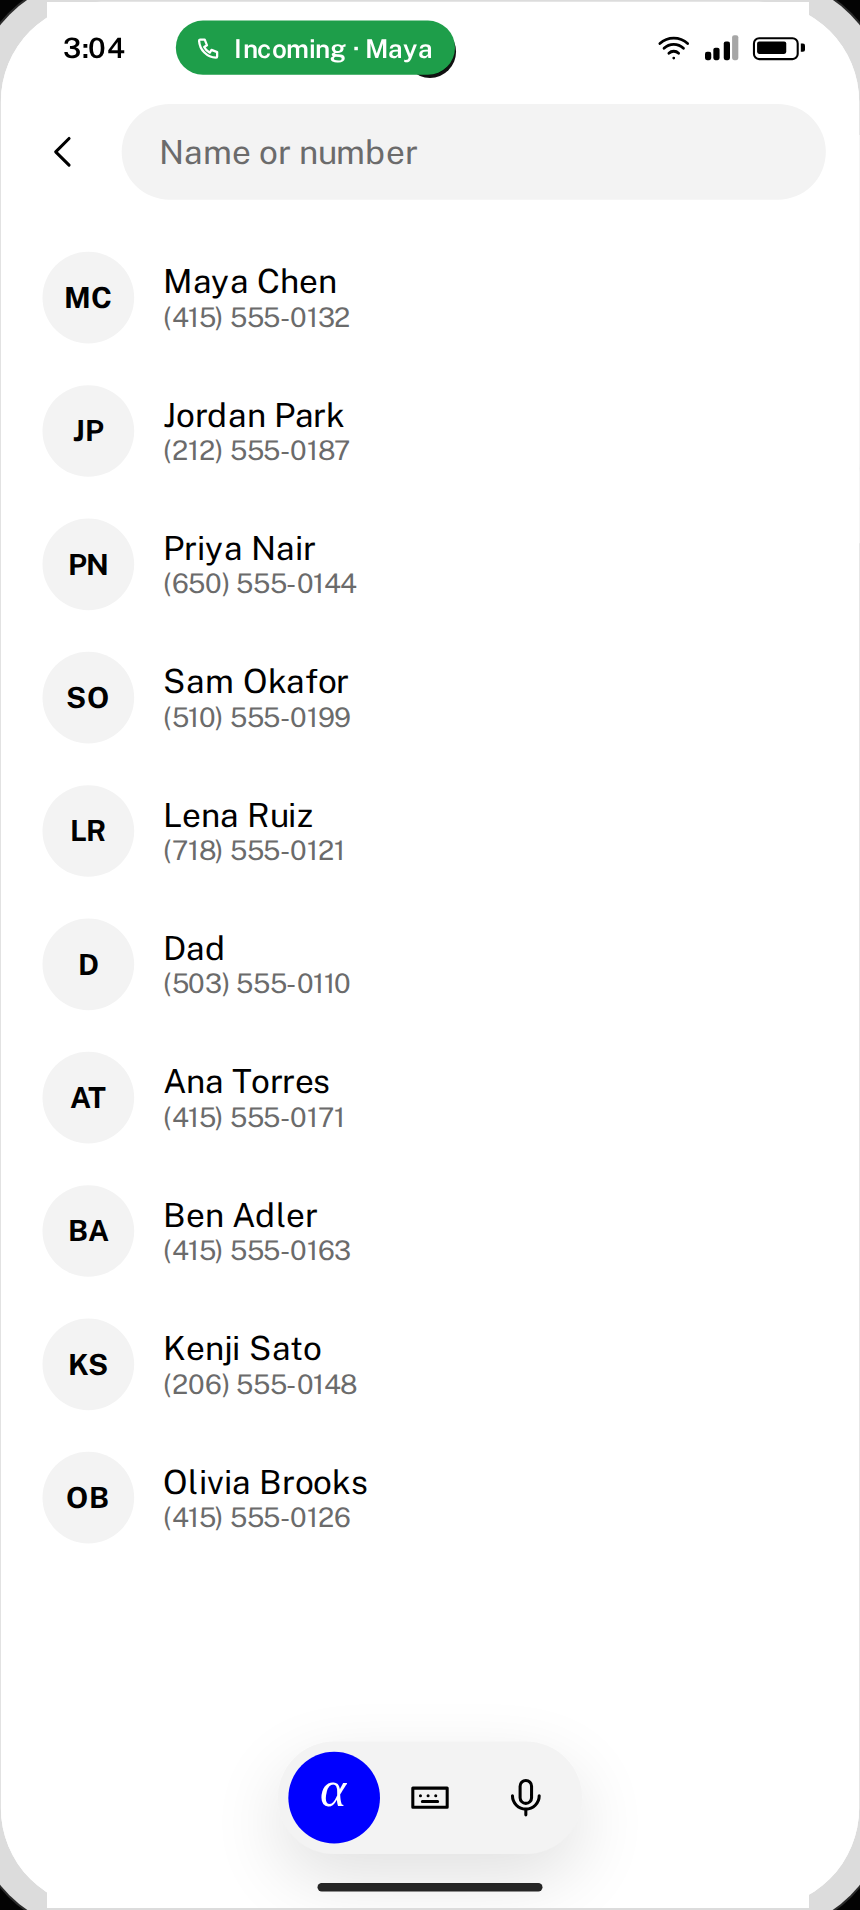 3:04
Incoming · Maya
Name or number
MC
Maya Chen
(415) 555-0132
JP
Jordan Park
(212) 555-0187
PN
Priya Nair
(650) 555-0144
SO
Sam Okafor
(510) 555-0199
LR
Lena Ruiz
(718) 555-0121
D
Dad
(503) 555-0110
AT
Ana Torres
(415) 555-0171
BA
Ben Adler
(415) 555-0163
KS
Kenji Sato
(206) 555-0148
OB
Olivia Brooks
(415) 555-0126
α